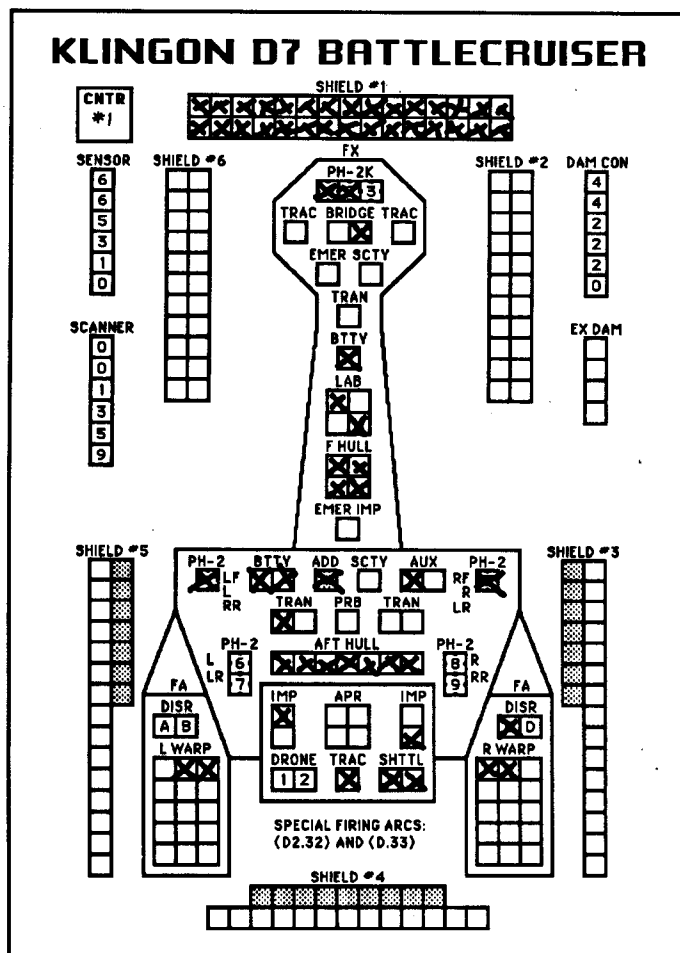 KLINGON D7 BATTLECRUISER
SHIELD #1
CNTR
#1
FX
SENSOR
SHIELD #6
PH-2K
SHIELD #2
DAM CON
6
6
5
3
1
0
3
4
4
2
2
2
0
TRAC BRIDGE TRAC
EMER SCTY
TRAN
SCANNER
0
0
1
3
5
9
BTTY
EX DAM
LAB
F HULL
EMER IMP
SHIELD #5
SHIELD #3
PH-2
BTTY
ADD
SCTY
AUX
PH-2
LF
L
RR
RF
R
LR
TRAN
PRB
TRAN
PH-2
AFT HULL
PH-2
L
LR
6
7
8
9
R
RR
FA
FA
IMP
APR
IMP
DISR
A B
DISR
D
L WARP
R WARP
DRONE
1 2
TRAC
SHTTL
SPECIAL FIRING ARCS:
(D2.32) AND (D.33)
SHIELD #4